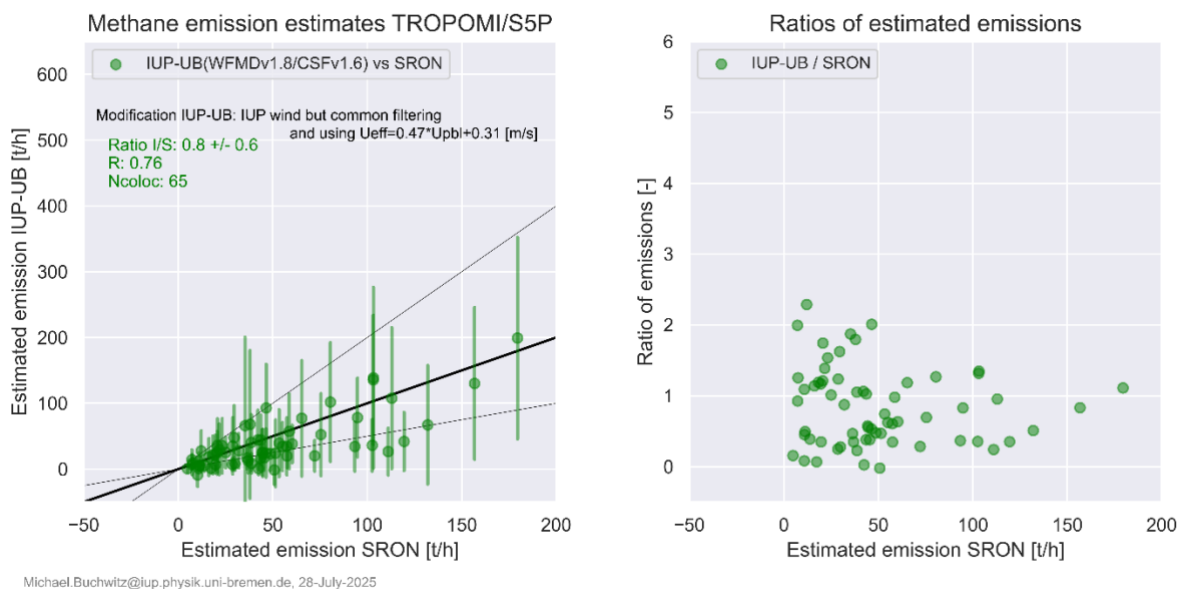 Methane emission estimates TROPOMI/S5P
IUP-UB(WFMDv1.8/CSFv1.6) vs SRON
Modification IUP-UB: IUP wind but common filtering
and using Ueff=0.47*Upbl+0.31 [m/s]
Ratio I/S: 0.8 +/- 0.6
R: 0.76
Ncoloc: 65
Estimated emission IUP-UB [t/h]
600
500
400
300
200
100
0
−50
0
50
100
150
200
Estimated emission SRON [t/h]
Ratios of estimated emissions
IUP-UB / SRON
Ratio of emissions [-]
6
5
4
3
2
1
0
−50
0
50
100
150
200
Estimated emission SRON [t/h]
Michael.Buchwitz@iup.physik.uni-bremen.de, 28-July-2025